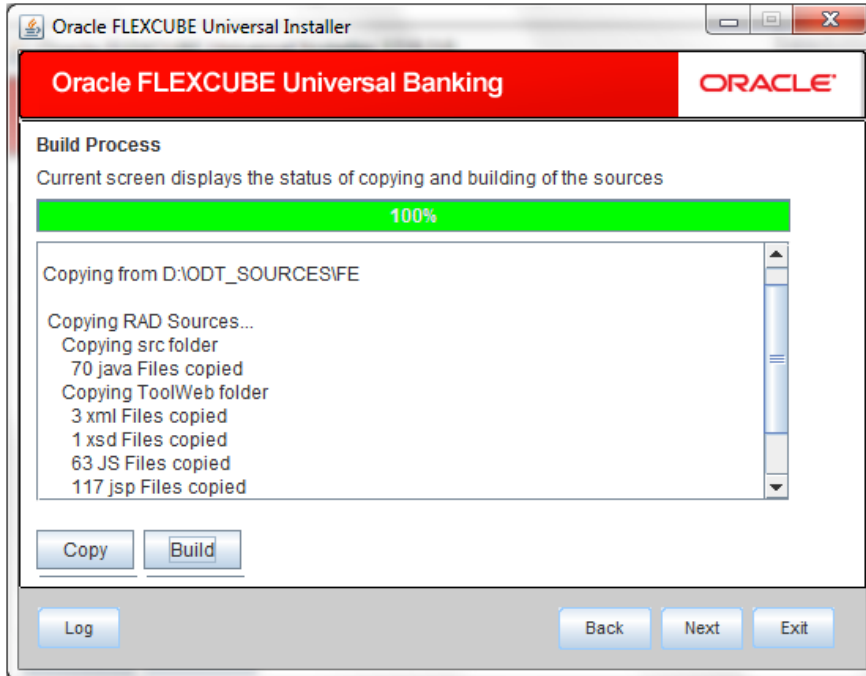 Oracle FLEXCUBE Universal Installer
Oracle FLEXCUBE Universal Banking
ORACLE®
Build Process
Current screen displays the status of copying and building of the sources
100%
Copying from D:\ODT_SOURCES\FE
Copying RAD Sources...
Copying src folder
70 java Files copied
Copying ToolWeb folder
3 xml Files copied
1 xsd Files copied
63 JS Files copied
117 jsp Files copied
Copy Build
Log Back Next Exit